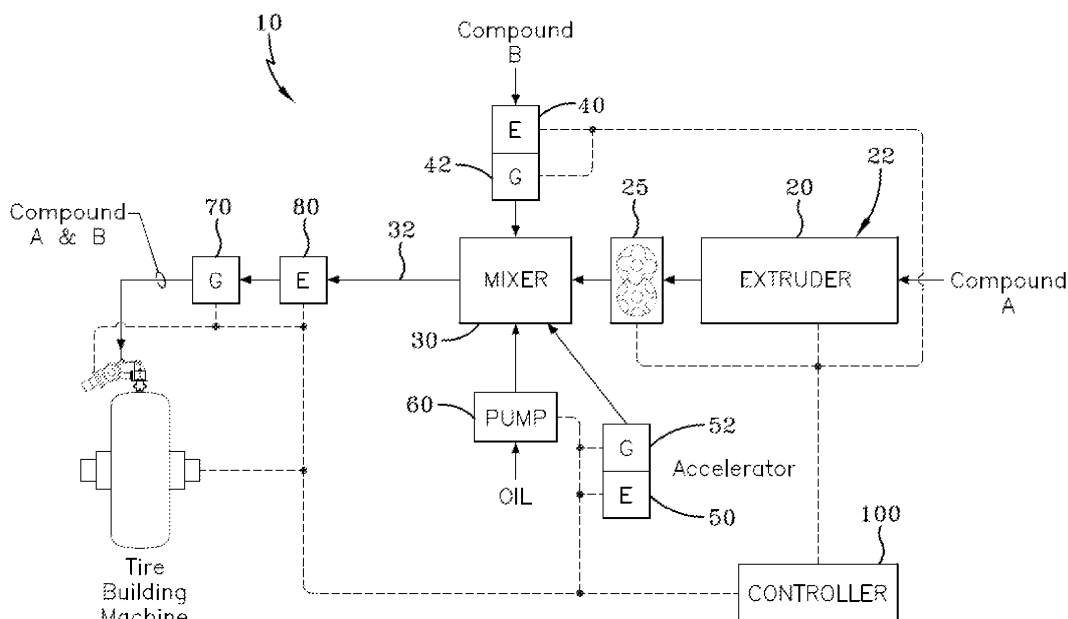 10
Compound
B
40
E
42
G
22
20
25
70
80
32
Compound
A & B
G
E
MIXER
EXTRUDER
Compound
A
30
60
PUMP
52
G
Accelerator
E
OIL
50
100
CONTROLLER
Tire
Building
Machine